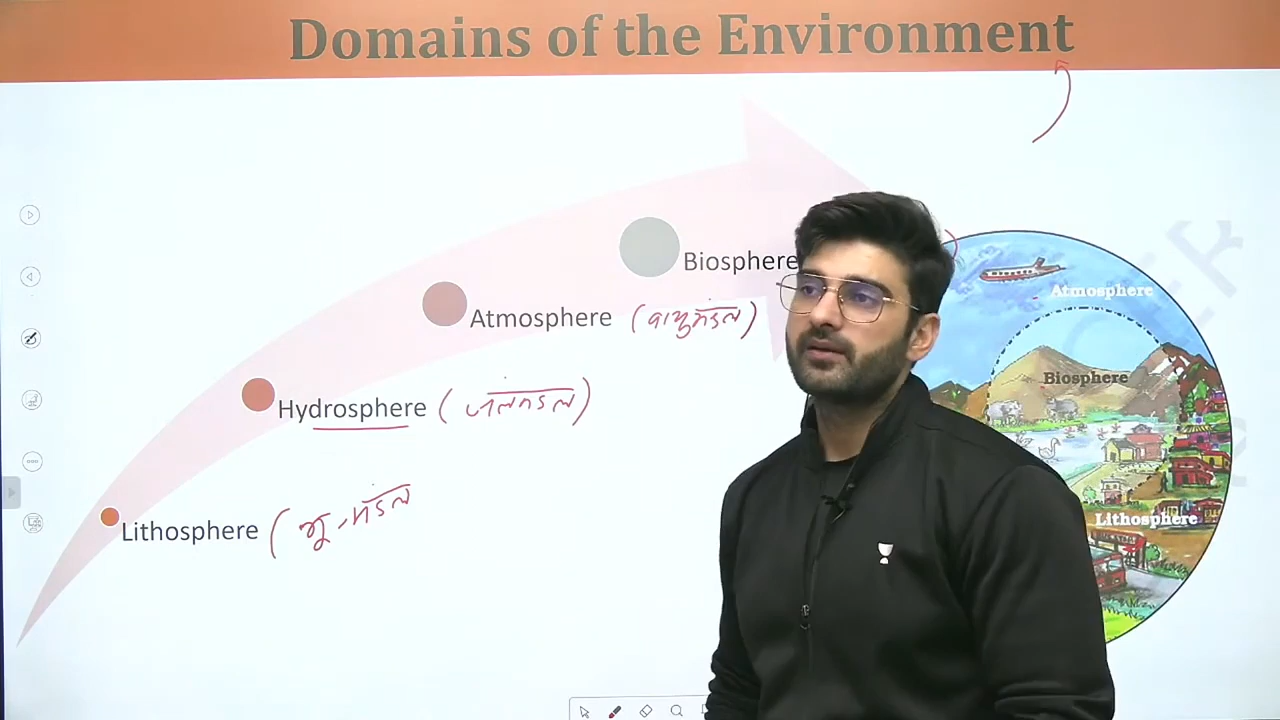 Domains of the Environment
Biosphere
Atmosphere (वायुमंडल)
Hydrosphere (जलमंडल)
Lithosphere (भू-मंडल
Atmosphere
Biosphere
Lithosphere